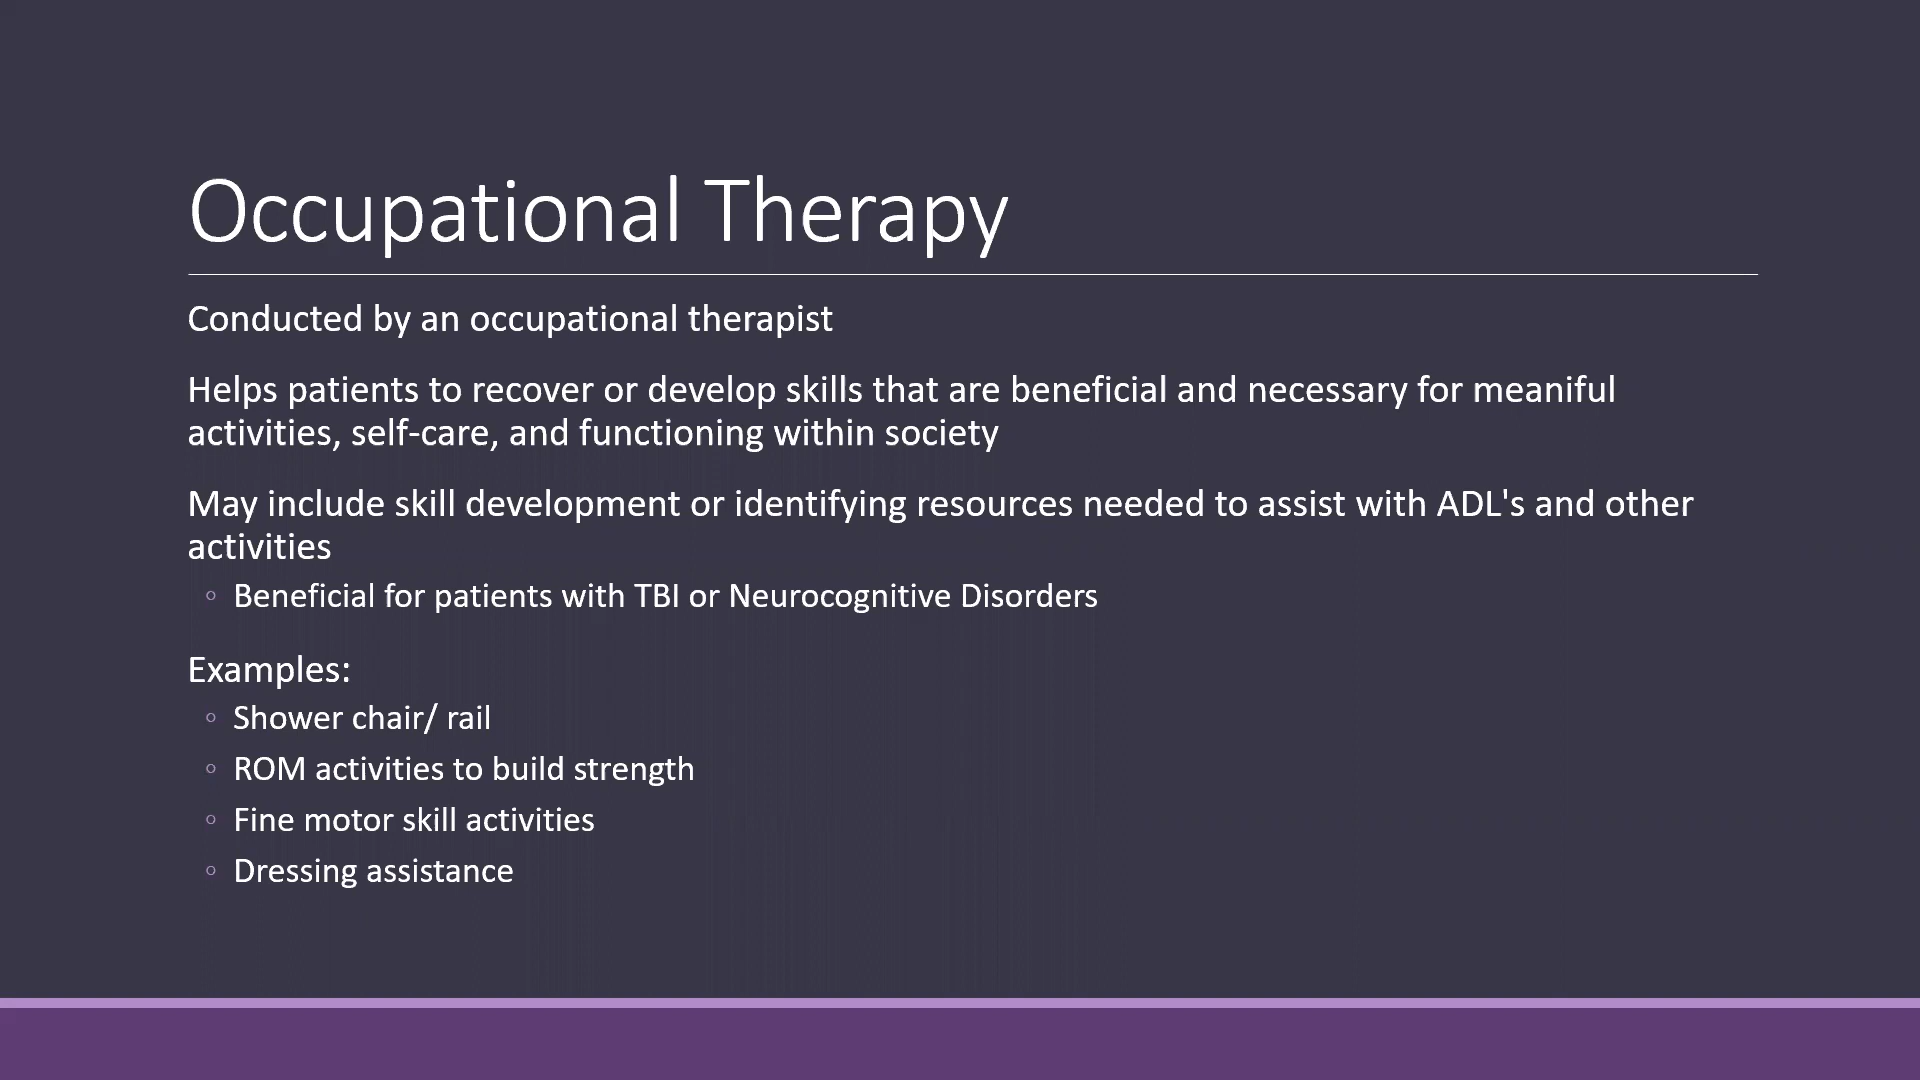 Occupational Therapy
Conducted by an occupational therapist
Helps patients to recover or develop skills that are beneficial and necessary for meaniful
activities, self-care, and functioning within society
May include skill development or identifying resources needed to assist with ADL's and other
activities
◦ Beneficial for patients with TBI or Neurocognitive Disorders
Examples:
◦ Shower chair/ rail
◦ ROM activities to build strength
◦ Fine motor skill activities
◦ Dressing assistance